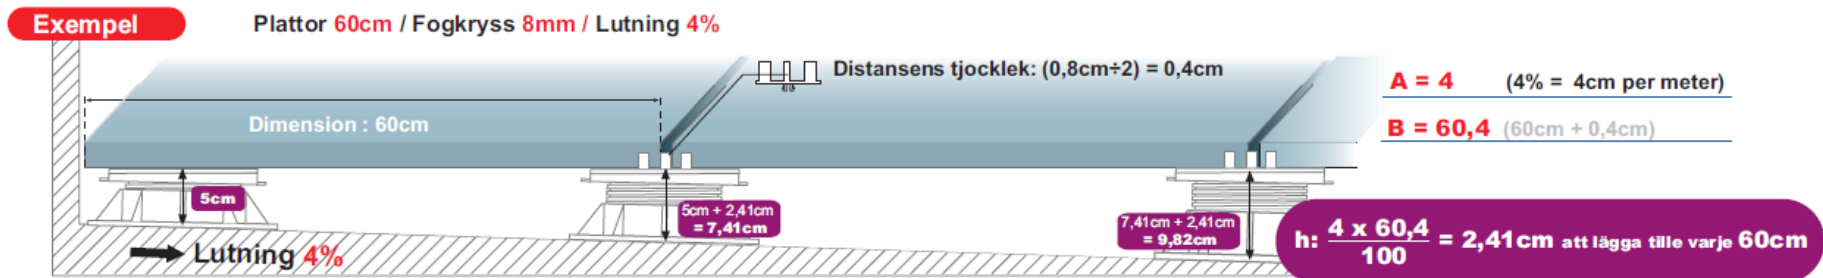 Exempel
Plattor 60cm / Fogkryss 8mm / Lutning 4%
Distansens tjocklek: (0,8cm÷2) = 0,4cm
A = 4 (4% = 4cm per meter)
Dimension : 60cm
B = 60,4 (60cm + 0,4cm)
5cm
5cm + 2,41cm
= 7,41cm
7,41cm + 2,41cm
= 9,82cm
h: 4 x 60,4
100
= 2,41cm att lägga tille varje 60cm
Lutning 4%